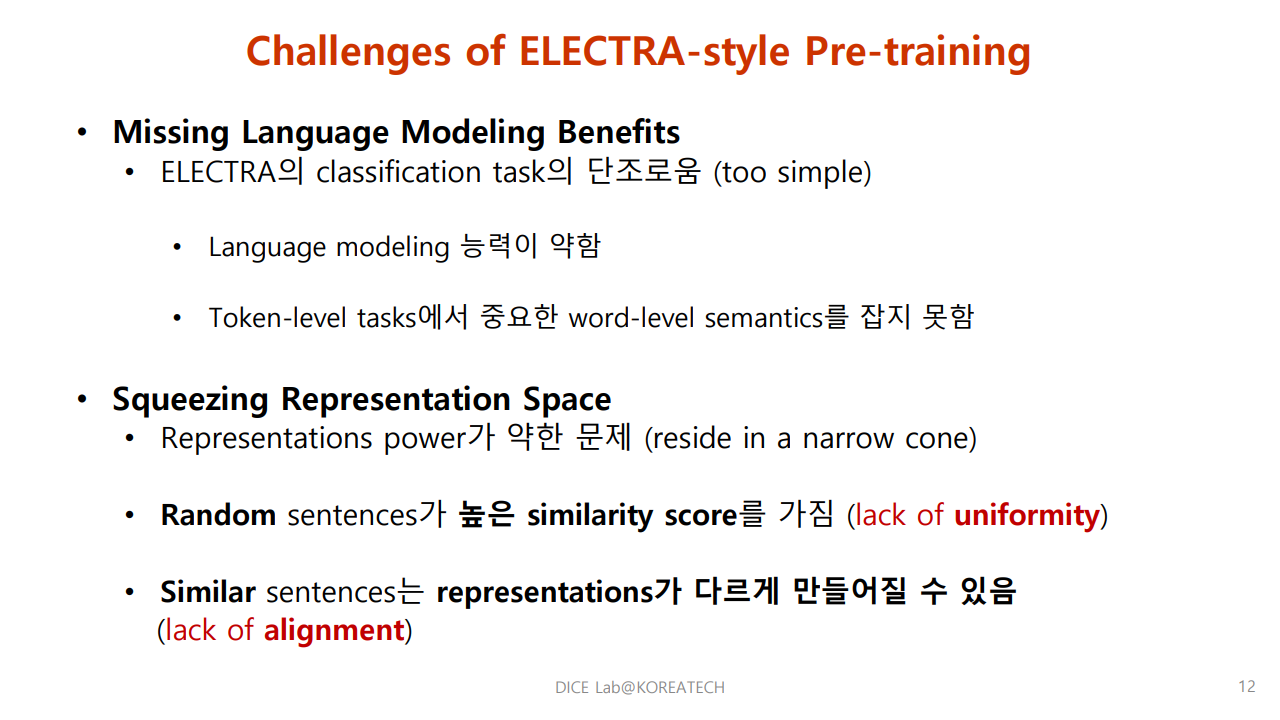 Challenges of ELECTRA-style Pre-training
• Missing Language Modeling Benefits
• ELECTRA의 classification task의 단조로움 (too simple)
• Language modeling 능력이 약함
• Token-level tasks에서 중요한 word-level semantics를 잡지 못함
• Squeezing Representation Space
• Representations power가 약한 문제 (reside in a narrow cone)
• Random sentences가 높은 similarity score를 가짐 (lack of uniformity)
• Similar sentences는 representations가 다르게 만들어질 수 있음
(lack of alignment)
DICE Lab@KOREATECH
12